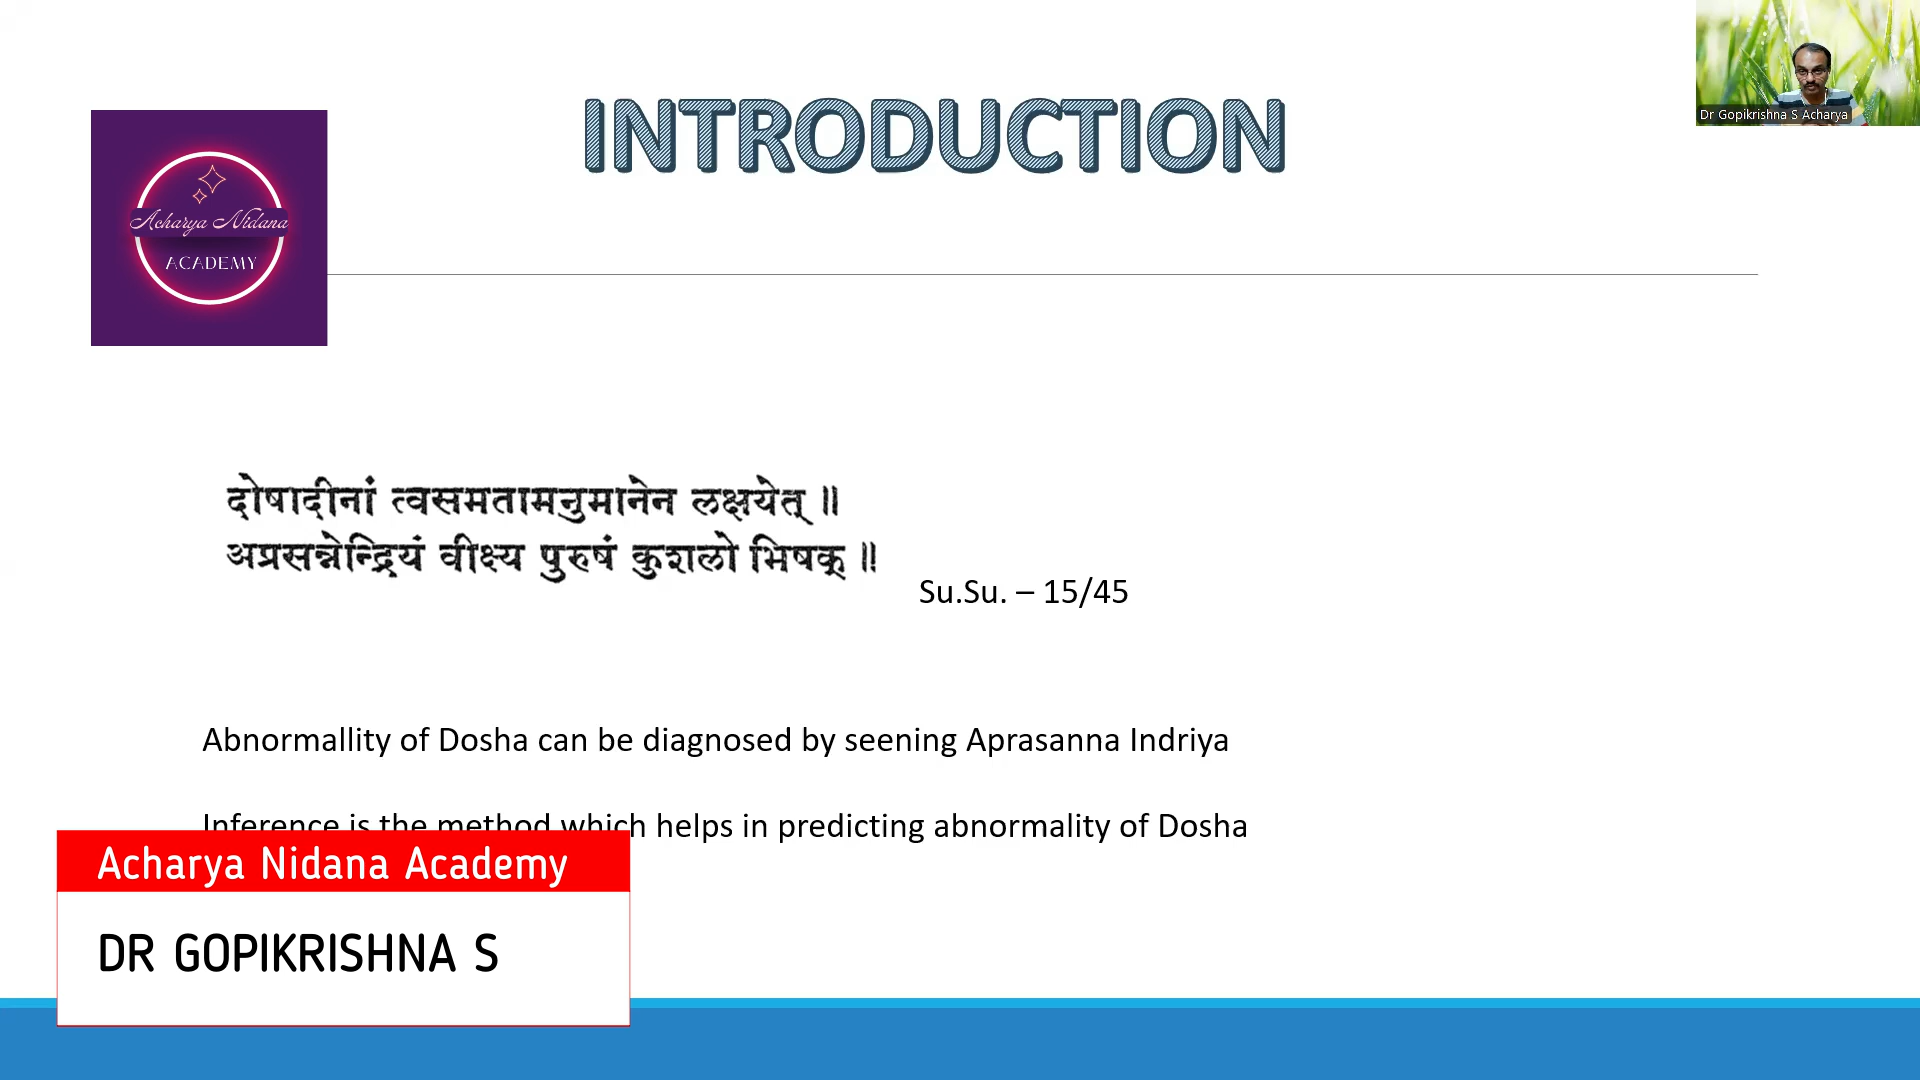 INTRODUCTION
Dr Gopikrishna S Acharya
Acharya Nidana
ACADEMY
दोषादीनां त्वसमतामनुमानेन लक्षयेत् ॥
अप्रसन्नेन्द्रियं वीक्ष्य पुरुषं कुशलो भिषक् ॥
Su.Su. – 15/45
Abnormallity of Dosha can be diagnosed by seening Aprasanna Indriya
Inference is the method which helps in predicting abnormality of Dosha
Acharya Nidana Academy
DR GOPIKRISHNA S